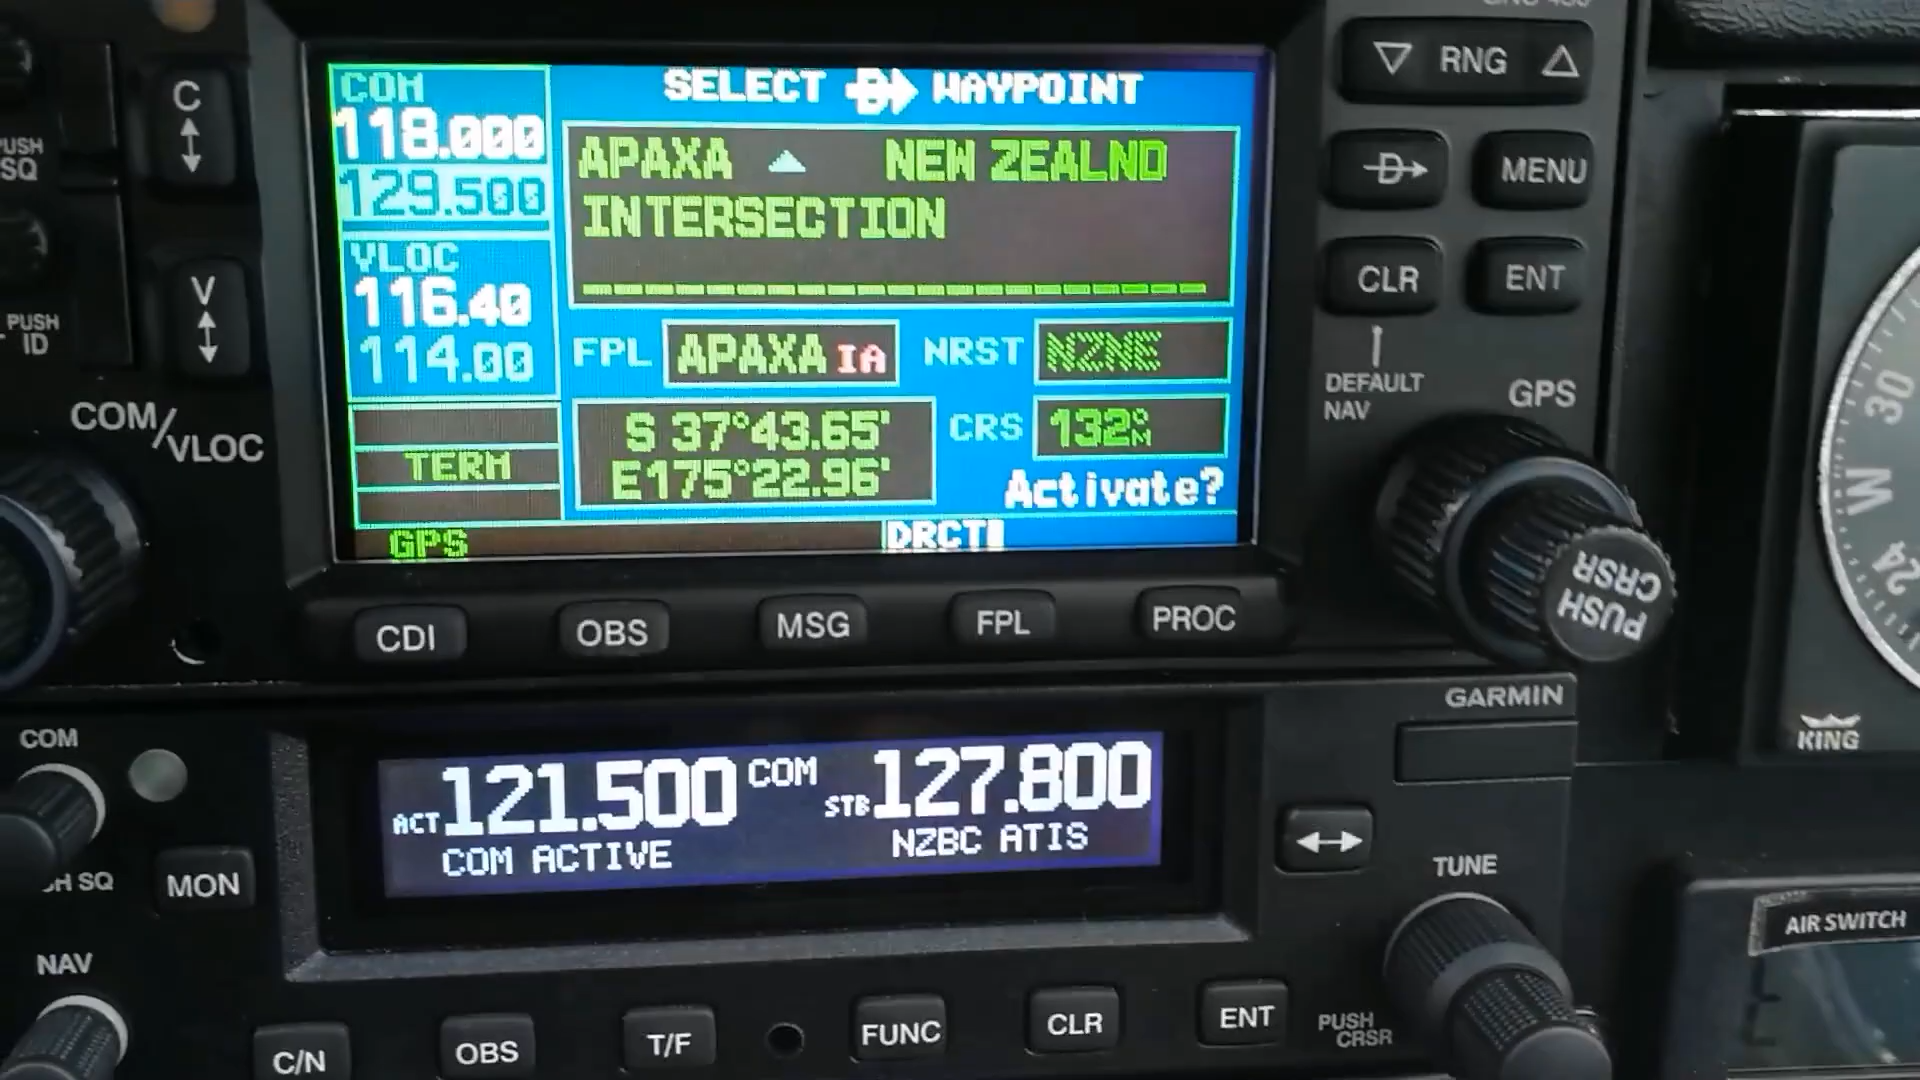 RNG
C
PUSH
SQ
V
PUSH
ID
COM/VLOC
COM
118.000
129.500
VLOC
116.40
114.00
TERM
GPS
SELECT D WAYPOINT
APAXA NEW ZEALND
INTERSECTION
FPL APAXA IA NRST NZNE
S 37°43.65' CRS 132°M
E175°22.96'
Activate?
DRCT
D MENU
CLR ENT
DEFAULT
NAV
GPS
PUSH
CRSR
CDI OBS MSG FPL PROC
30
W
24
KING
GARMIN
COM
ACT 121.500 COM STB 127.800
COM ACTIVE NZBC ATIS
SQ
MON
TUNE
NAV
AIR SWITCH
C/N OBS T/F FUNC CLR ENT
PUSH
CRSR